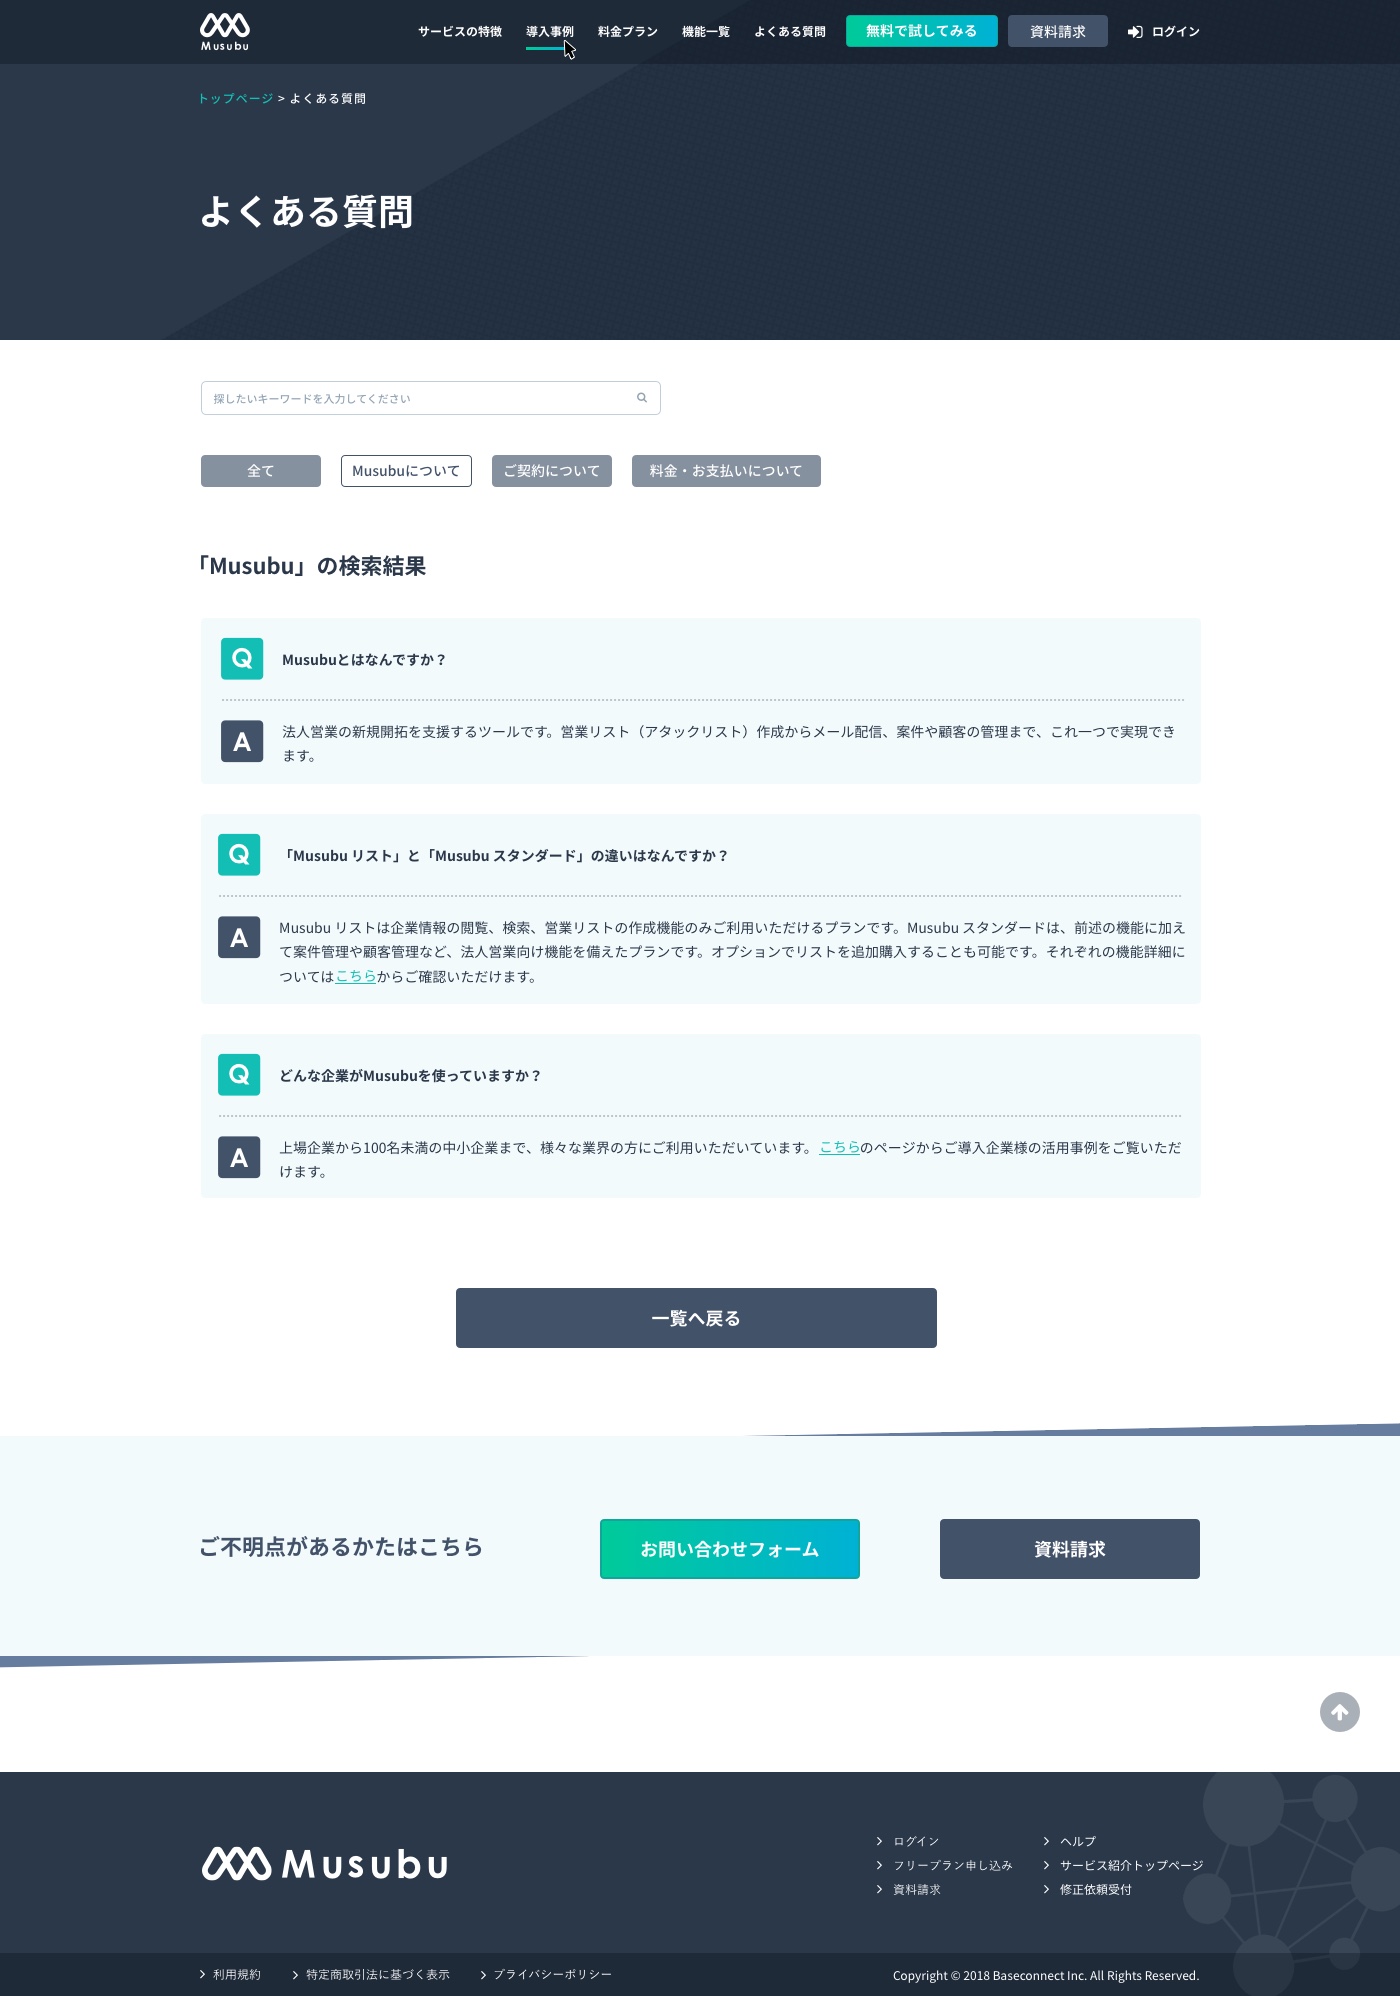 Musubu
サービスの特徴 導入事例 料金プラン 機能一覧 よくある質問 無料で試してみる 資料請求 ログイン
トップページ > よくある質問
よくある質問
探したいキーワードを入力してください
全て Musubuについて ご契約について 料金・お支払いについて
「Musubu」の検索結果
Q Musubuとはなんですか？
A 法人営業の新規開拓を支援するツールです。営業リスト（アタックリスト）作成からメール配信、案件や顧客の管理まで、これ一つで実現でき
ます。
Q 「Musubu リスト」と「Musubu スタンダード」の違いはなんですか？
A Musubu リストは企業情報の閲覧、検索、営業リストの作成機能のみご利用いただけるプランです。Musubu スタンダードは、前述の機能に加え
て案件管理や顧客管理など、法人営業向け機能を備えたプランです。オプションでリストを追加購入することも可能です。それぞれの機能詳細に
ついてはこちらからご確認いただけます。
Q どんな企業がMusubuを使っていますか？
A 上場企業から100名未満の中小企業まで、様々な業界の方にご利用いただいています。こちらのページからご導入企業様の活用事例をご覧いただ
けます。
一覧へ戻る
ご不明点があるかたはこちら お問い合わせフォーム 資料請求
Musubu
ログイン
フリープラン申し込み
資料請求
ヘルプ
サービス紹介トップページ
修正依頼受付
利用規約 特定商取引法に基づく表示 プライバシーポリシー
Copyright © 2018 Baseconnect Inc. All Rights Reserved.